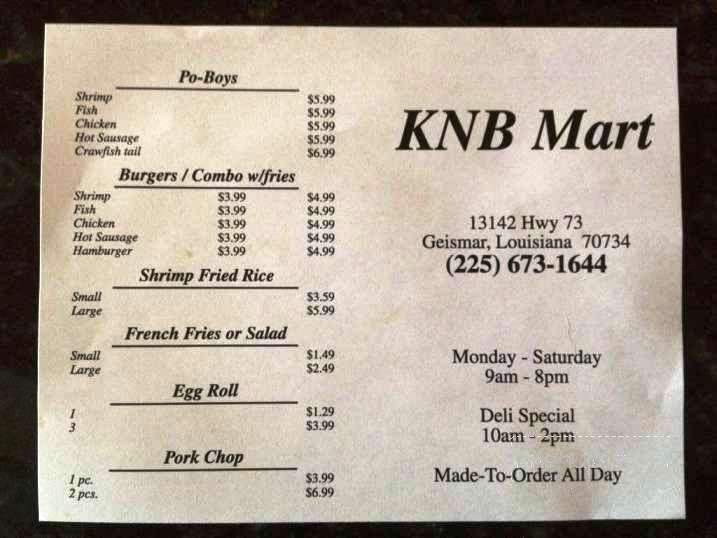 Po-Boys
Shrimp $5.99
Fish $5.99
Chicken $5.99
Hot Sausage $5.99
Crawfish tail $6.99
Burgers / Combo w/fries
Shrimp $3.99 $4.99
Fish $3.99 $4.99
Chicken $3.99 $4.99
Hot Sausage $3.99 $4.99
Hamburger $3.99 $4.99
Shrimp Fried Rice
Small $3.59
Large $5.99
French Fries or Salad
Small $1.49
Large $2.49
Egg Roll
1 $1.29
3 $3.99
Pork Chop
1 pc. $3.99
2 pcs. $6.99
KNB Mart
13142 Hwy 73
Geismar, Louisiana 70734
(225) 673-1644
Monday - Saturday
9am - 8pm
Deli Special
10am - 2pm
Made-To-Order All Day